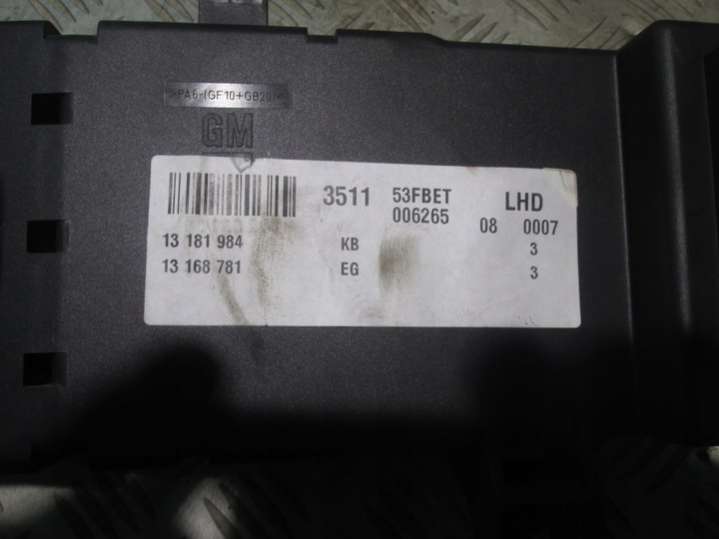 >PA6-(GF10+GB20)<
GM
3511 53FBET LHD
006265 08 0007
13 181 984 KB 3
13 168 781 EG 3